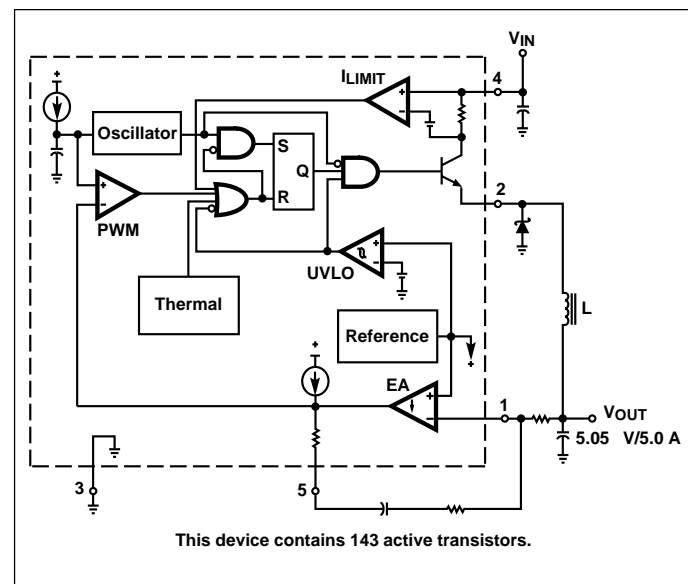 VIN
ILIMIT
4
+
+
-
Oscillator
S
Q
R
2
+
-
PWM
UVLO
+
-
Thermal
L
Reference
+
+
EA
+
-
1
VOUT
5.05 V/5.0 A
3
5
This device contains 143 active transistors.